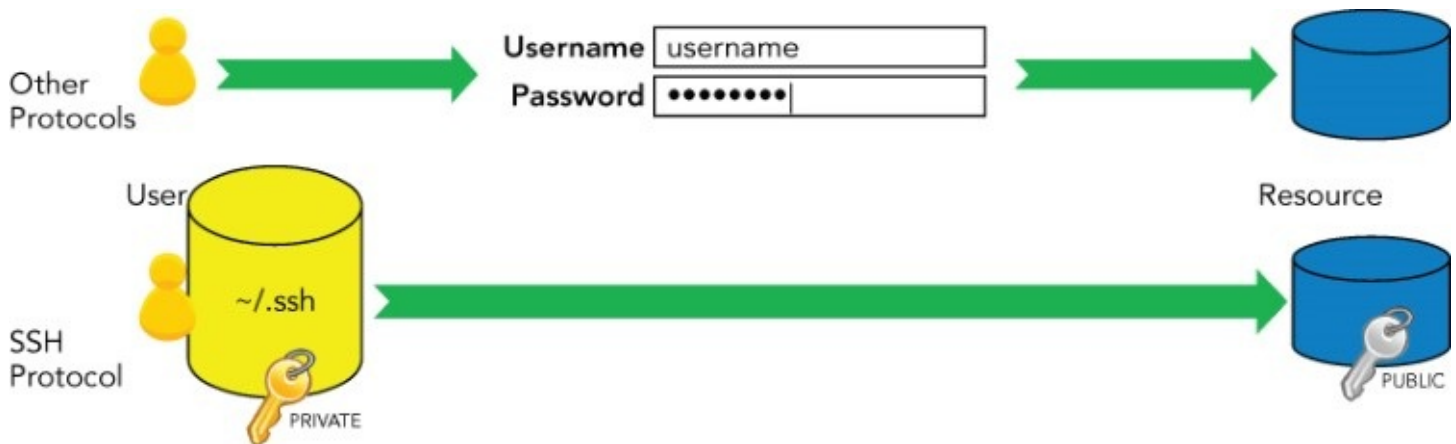 Other
Protocols
Username username
Password ••••••••
User
Resource
~/.ssh
SSH
Protocol
PRIVATE
PUBLIC